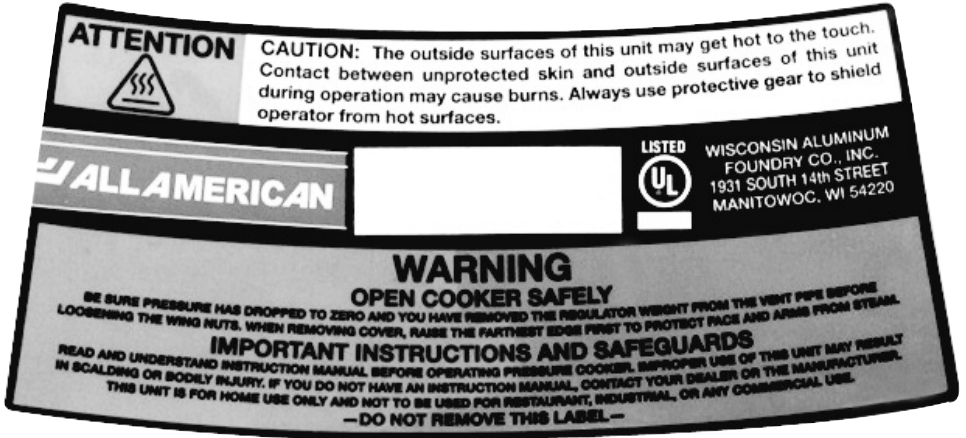 ATTENTION
CAUTION: The outside surfaces of this unit may get hot to the touch.
Contact between unprotected skin and outside surfaces of this unit
during operation may cause burns. Always use protective gear to shield
operator from hot surfaces.
ALL AMERICAN
LISTED
UL
WISCONSIN ALUMINUM
FOUNDRY CO., INC.
1931 SOUTH 14th STREET
MANITOWOC, WI 54220
WARNING
OPEN COOKER SAFELY
BE SURE PRESSURE HAS DROPPED TO ZERO AND YOU HAVE REMOVED THE REGULATOR WEIGHT FROM THE VENT PIPE BEFORE
LOOSENING THE WING NUTS. WHEN REMOVING COVER, RAISE THE FARTHEST EDGE FIRST TO PROTECT FACE AND ARMS FROM STEAM.
IMPORTANT INSTRUCTIONS AND SAFEGUARDS
READ AND UNDERSTAND INSTRUCTION MANUAL BEFORE OPERATING PRESSURE COOKER. IMPROPER USE OF THIS UNIT MAY RESULT
IN SCALDING OR BODILY INJURY. IF YOU DO NOT HAVE AN INSTRUCTION MANUAL, CONTACT YOUR DEALER OR THE MANUFACTURER.
THIS UNIT IS FOR HOME USE ONLY AND NOT TO BE USED FOR RESTAURANT, INDUSTRIAL, OR ANY COMMERCIAL USE.
—DO NOT REMOVE THIS LABEL—